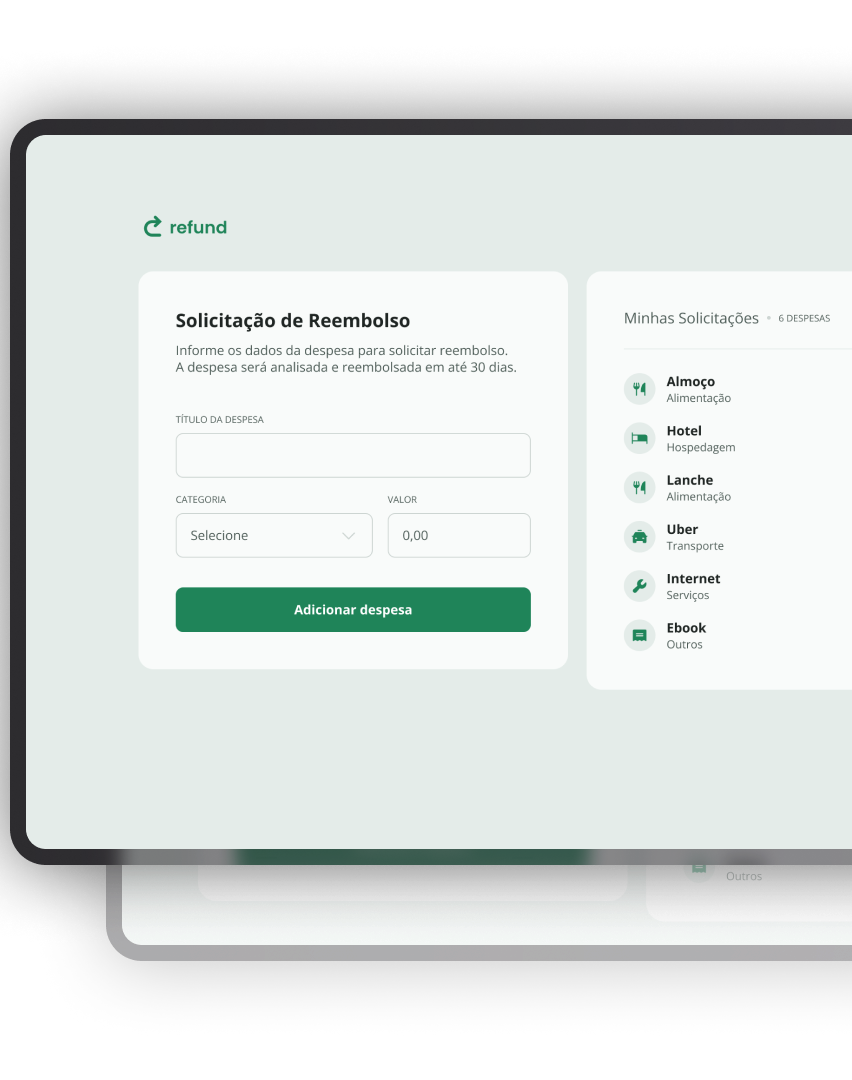 refund
Solicitação de Reembolso
Informe os dados da despesa para solicitar reembolso.
A despesa será analisada e reembolsada em até 30 dias.
TÍTULO DA DESPESA
CATEGORIA
VALOR
Selecione
0,00
Adicionar despesa
Minhas Solicitações • 6 DESPESAS
Almoço
Alimentação
Hotel
Hospedagem
Lanche
Alimentação
Uber
Transporte
Internet
Serviços
Ebook
Outros
Outros